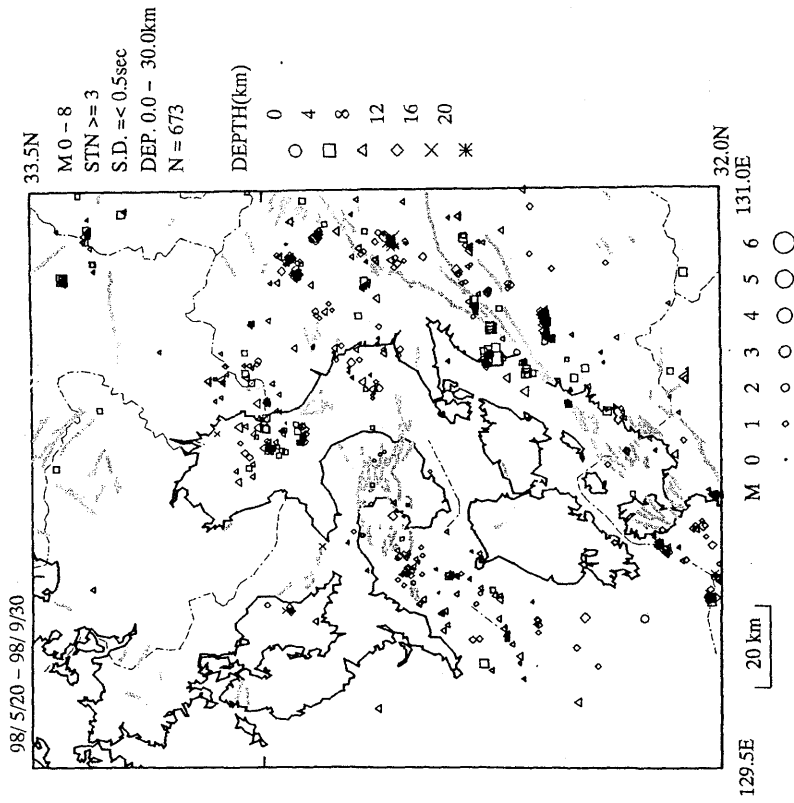 98/ 5/20 – 98/ 9/30
33.5N
M 0 – 8
STN >= 3
S.D. =< 0.5sec
DEP. 0.0 – 30.0km
N = 673
DEPTH(km)
0
4
8
12
16
20
32.0N
131.0E
129.5E
20 km
M 0 1 2 3 4 5 6